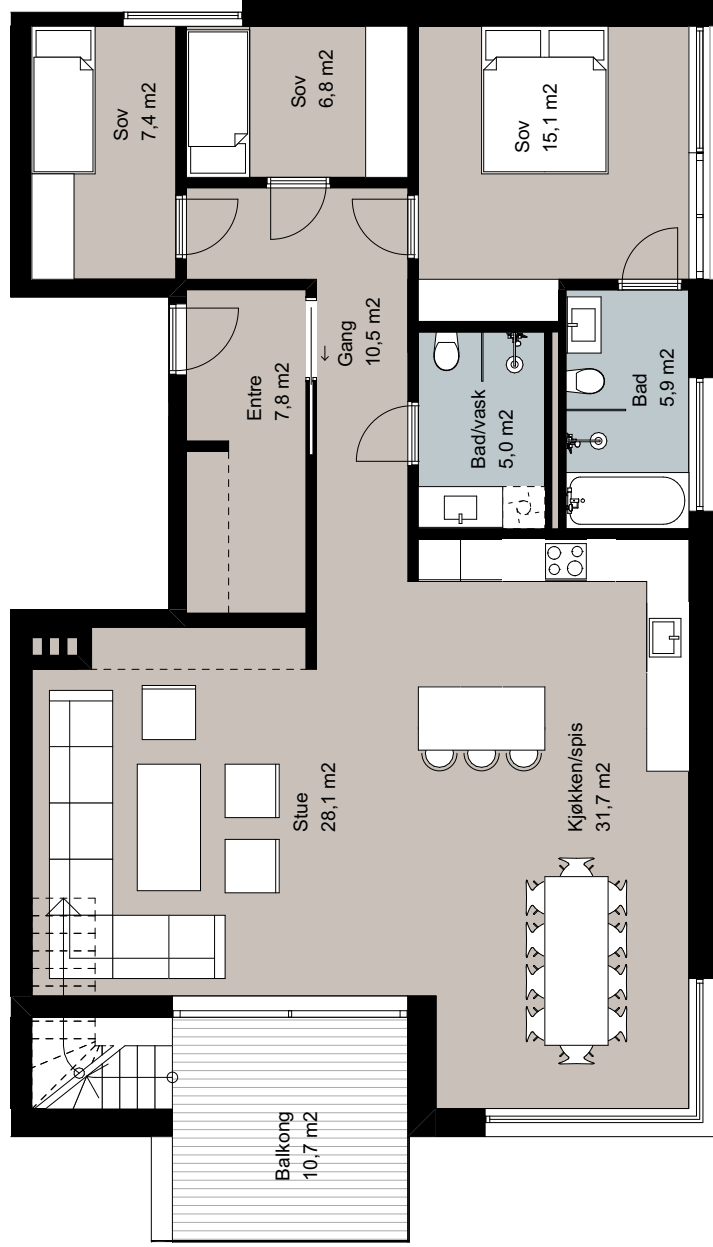 Sov
7,4 m2
Sov
6,8 m2
Sov
15,1 m2
Gang
10,5 m2
Entre
7,8 m2
Bad/vask
5,0 m2
Bad
5,9 m2
Stue
28,1 m2
Kjøkken/spis
31,7 m2
Balkong
10,7 m2